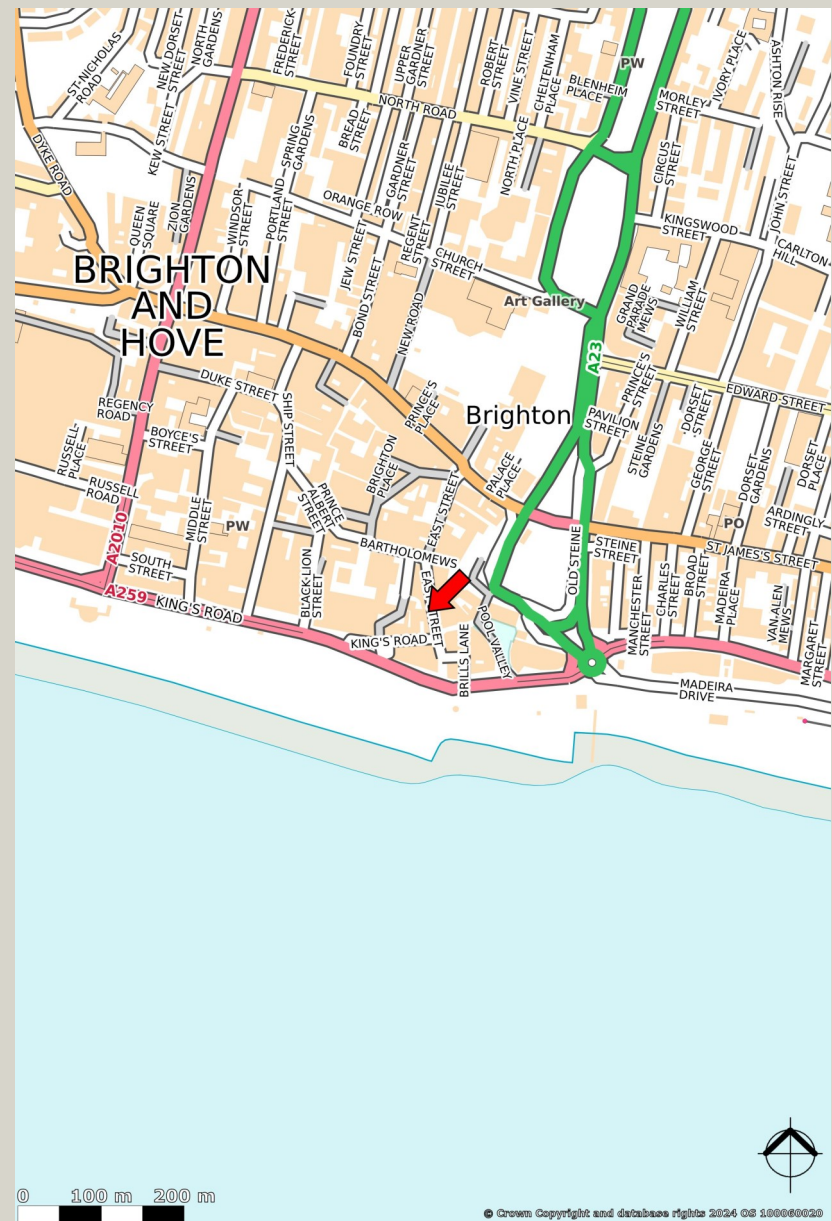 ST-NICHOLAS
ROAD
NEW DORSET-
STREET
NORTH
GARDENS
FREDERICK-
STREET
FOUNDRY
STREET
UPPER
GARDNER
STREET
ROBERT
STREET
VINE STREET
CHELTENHAM
PLACE
PW
BLENHEIM
PLACE
MORLEY
STREET
IVORY PLACE
ASHTON RISE
DYKE ROAD
KEW STREET
SPRING
GARDENS
BREAD
STREET
NORTH ROAD
GARDNER
STREET
JUBILEE
STREET
NORTH PLACE
CIRCUS
STREET
JOHN STREET
QUEEN
SQUARE
ZION
GARDENS
WINDSOR-
STREET
PORTLAND
STREET
ORANGE ROW
JEW STREET
BOND STREET
REGENT
STREET
CHURCH
STREET
KINGSWOOD
STREET
CARLTON
HILL
BRIGHTON
AND
HOVE
NEW ROAD
Art Gallery
GRAND
PARADE
MEWS
WILLIAM
STREET
A23
PRINCE'S
STREET
EDWARD STREET
DUKE STREET
SHIP STREET
PRINCE'S
PLACE
Brighton
PAVILION
STREET
STEINE
GARDENS
DORSET
STREET
GEORGE
STREET
DORSET
GARDENS
DORSET
PLACE
REGENCY
ROAD
BOYCE'S
STREET
RUSSELL-
PLACE
RUSSELL
ROAD
MIDDLE
STREET
PW
PRINCE
ALBERT
STREET
BRIGHTON
PLACE
EAST STREET
PALACE
PLACE
OLD STEINE
STEINE
STREET
PO
ARDINGLY
STREET
ST JAMES'S STREET
A2010
SOUTH
STREET
BARTHOLOMEWS
BLACK LION
STREET
A259
KING'S ROAD
KING'S ROAD
EAST STREET
POOL VALLEY
BRILLS LANE
MANCHESTER
STREET
CHARLES
STREET
BROAD
STREET
MADEIRA
PLACE
VAN ALEN
MEWS
MARGARET
STREET
MADEIRA
DRIVE
0 100 m 200 m
© Crown Copyright and database rights 2024 OS 100060020